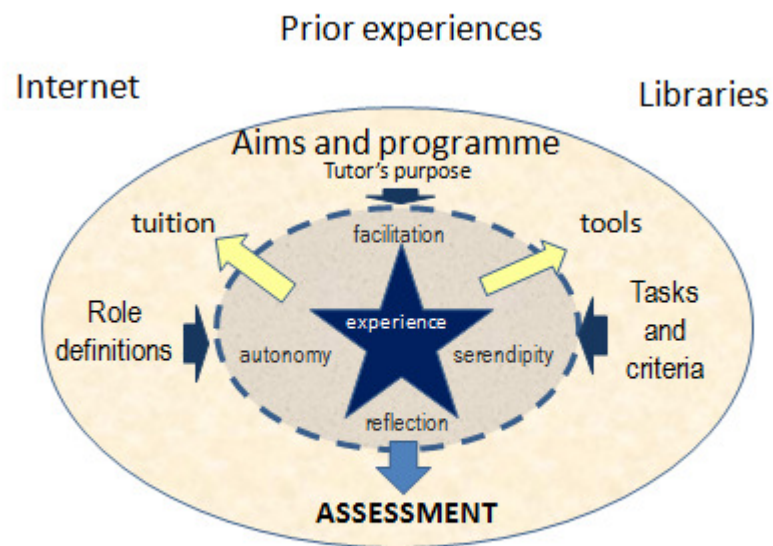 Prior experiences
Internet
Libraries
Aims and programme
Tutor's purpose
tuition
tools
facilitation
Role
definitions
experience
Tasks
and
criteria
autonomy
serendipity
reflection
ASSESSMENT